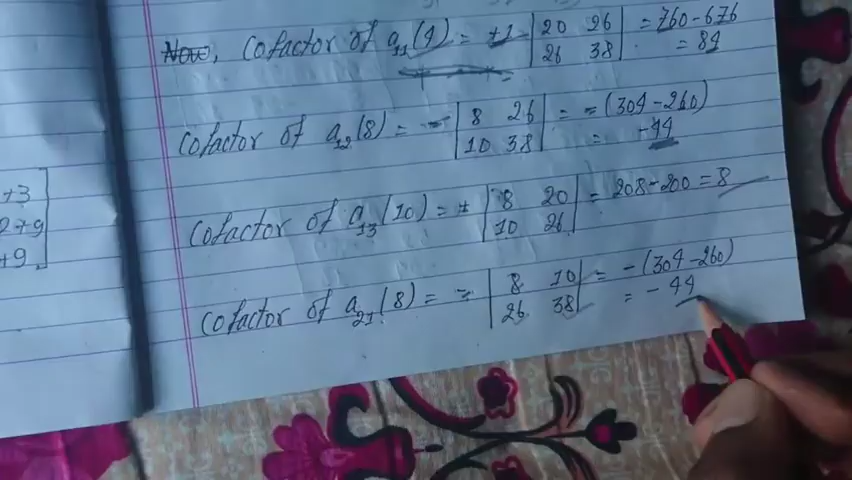 +3
2+9
+9
Now, Cofactor of a₁₁(4) = +1 |20 26| = 760-676
|26 38| = 84
Cofactor of a₁₂(8) = - |8 26| = -(304-260)
|10 38| = -44
Cofactor of a₁₃(10) = + |8 20| = 208-200 = 8
|10 26|
Cofactor of a₂₁(8) = - |8 10| = -(304-260)
|26 38| = -44